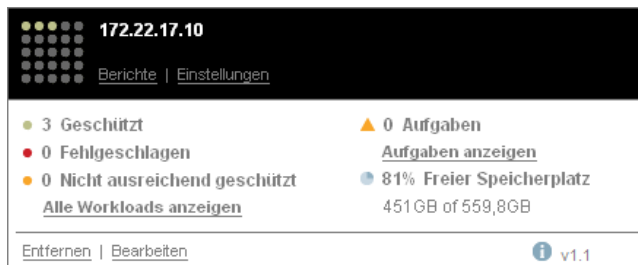 172.22.17.10
Berichte | Einstellungen
3 Geschützt
0 Fehlgeschlagen
0 Nicht ausreichend geschützt
Alle Workloads anzeigen
0 Aufgaben
Aufgaben anzeigen
81% Freier Speicherplatz
451GB of 559,8GB
Entfernen | Bearbeiten
i v1.1